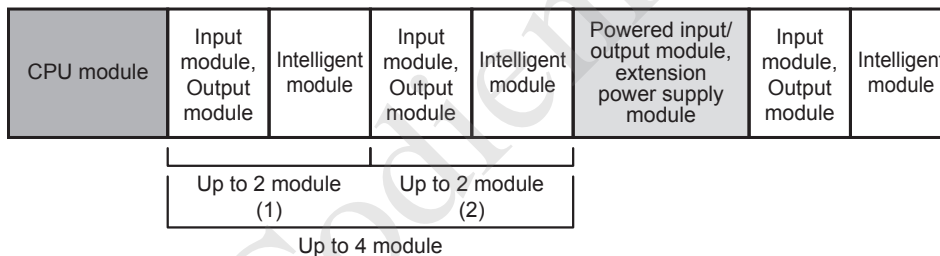 CPU module
Input
module,
Output
module
Intelligent
module
Input
module,
Output
module
Intelligent
module
Powered input/
output module,
extension
power supply
module
Input
module,
Output
module
Intelligent
module
Up to 2 module
(1)
Up to 2 module
(2)
Up to 4 module